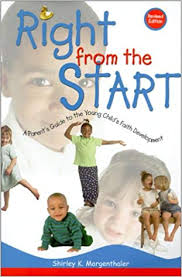 Right
from the
START
Revised
Edition
A Parent's Guide to the Young Child's Faith Development
Shirley K. Morgenthaler